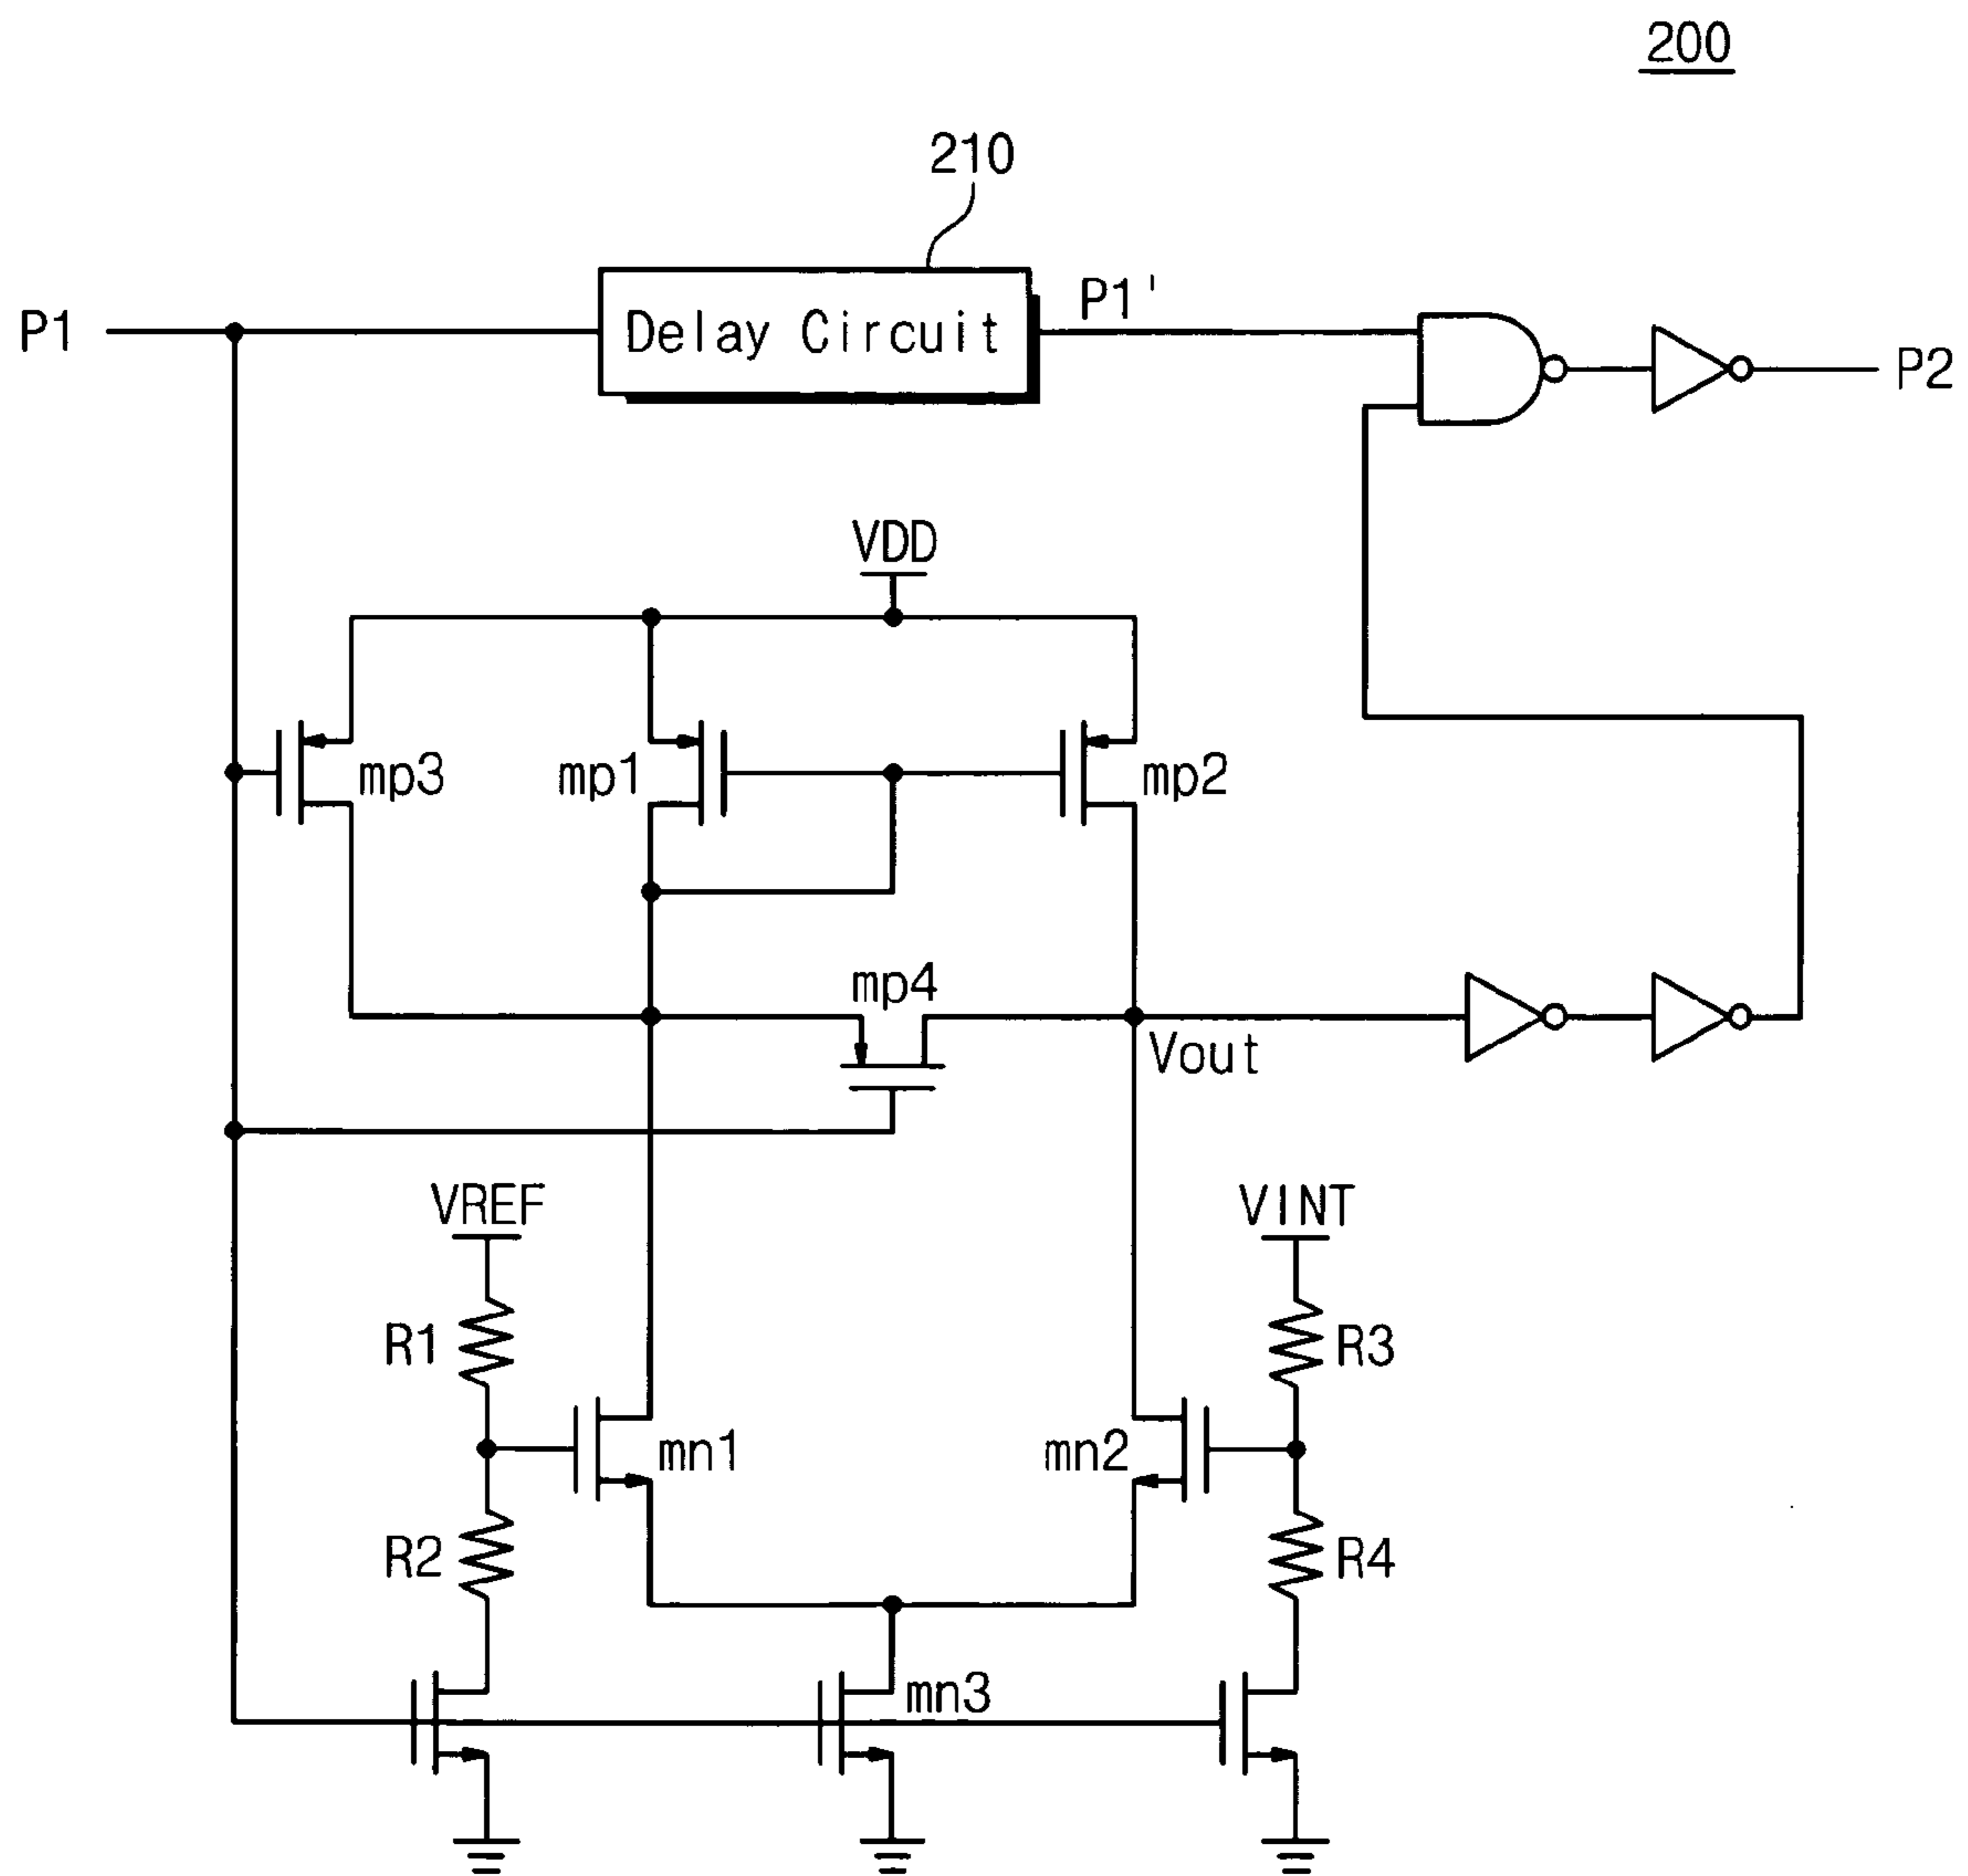 200
210
P1
Delay Circuit
P1'
P2
VDD
mp3
mp1
mp2
mp4
Vout
VREF
VINT
R1
R3
mn1
mn2
R2
R4
mn3